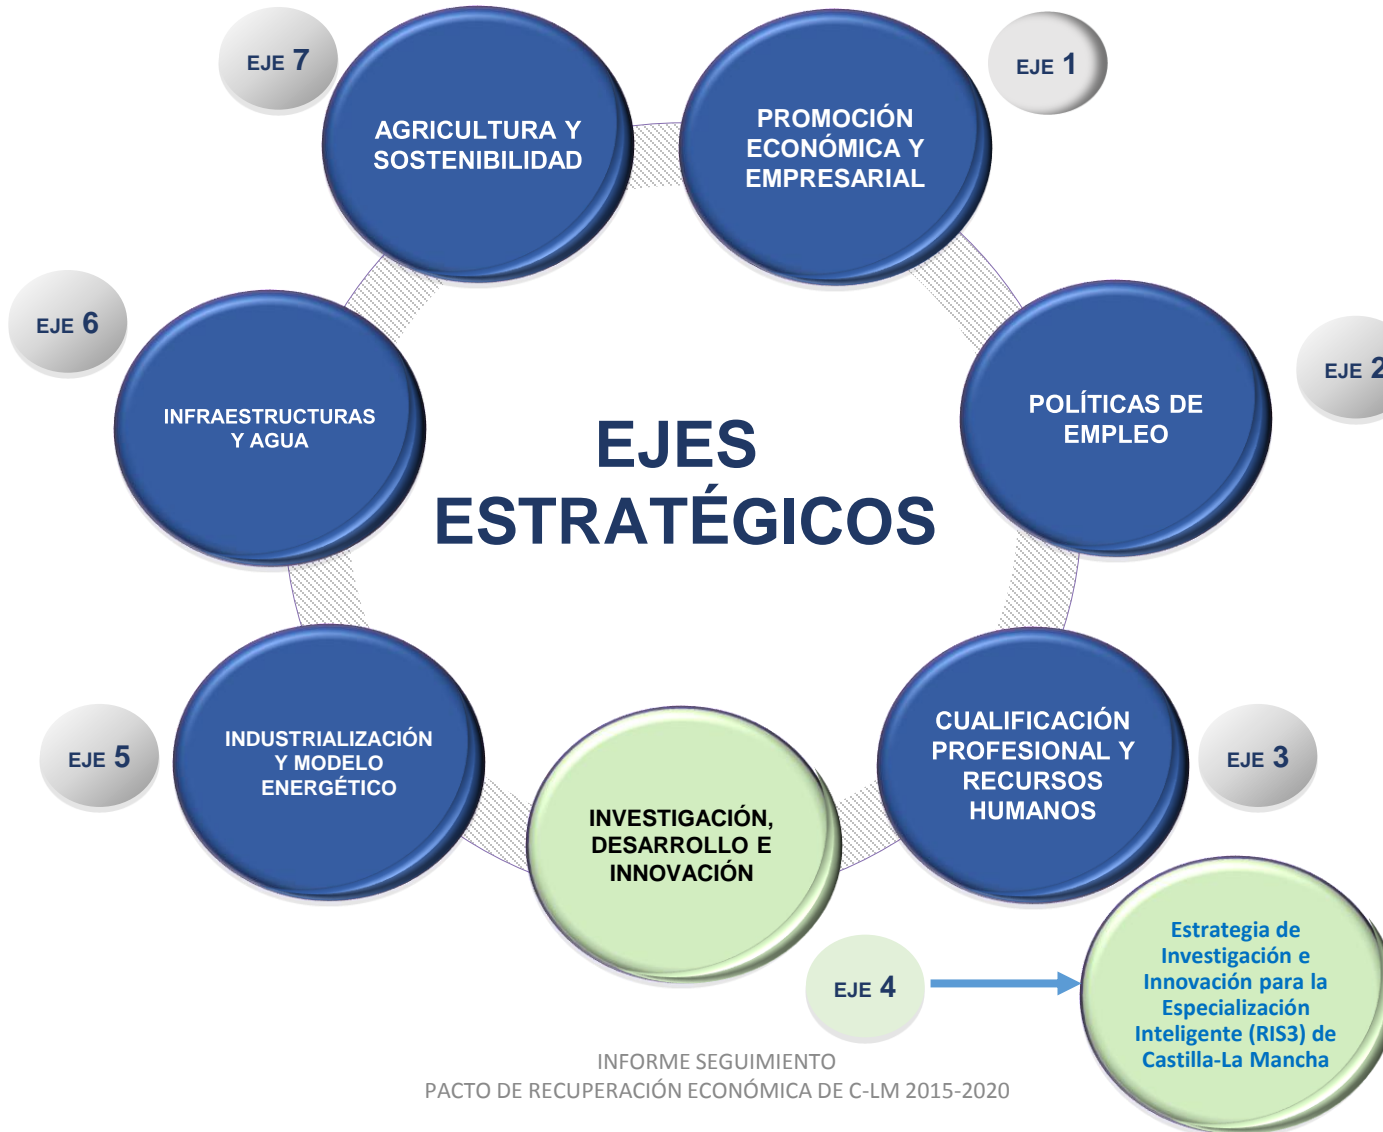 EJE 7
AGRICULTURA Y
SOSTENIBILIDAD
PROMOCIÓN
ECONÓMICA Y
EMPRESARIAL
EJE 1
EJE 6
INFRAESTRUCTURAS
Y AGUA
EJES
ESTRATÉGICOS
POLÍTICAS DE
EMPLEO
EJE 2
EJE 5
INDUSTRIALIZACIÓN
Y MODELO
ENERGÉTICO
INVESTIGACIÓN,
DESARROLLO E
INNOVACIÓN
CUALIFICACIÓN
PROFESIONAL Y
RECURSOS
HUMANOS
EJE 3
EJE 4
Estrategia de
Investigación e
Innovación para la
Especialización
Inteligente (RIS3) de
Castilla-La Mancha
INFORME SEGUIMIENTO
PACTO DE RECUPERACIÓN ECONÓMICA DE C-LM 2015-2020